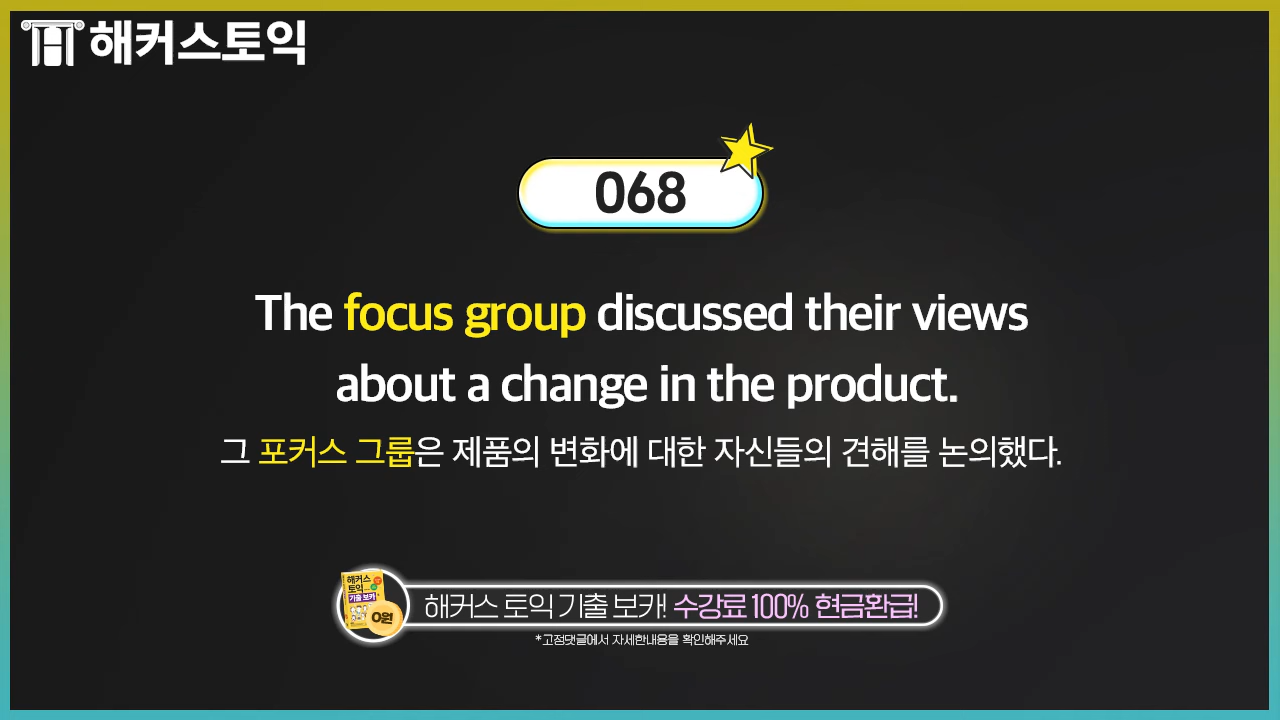 해커스토익
068
The focus group discussed their views
about a change in the product.
그 포커스 그룹은 제품의 변화에 대한 자신들의 견해를 논의했다.
해커스
토익
기출 보카
0원
해커스 토익 기출 보카! 수강료 100% 현금환급!
*고정댓글에서 자세한내용을 확인해주세요